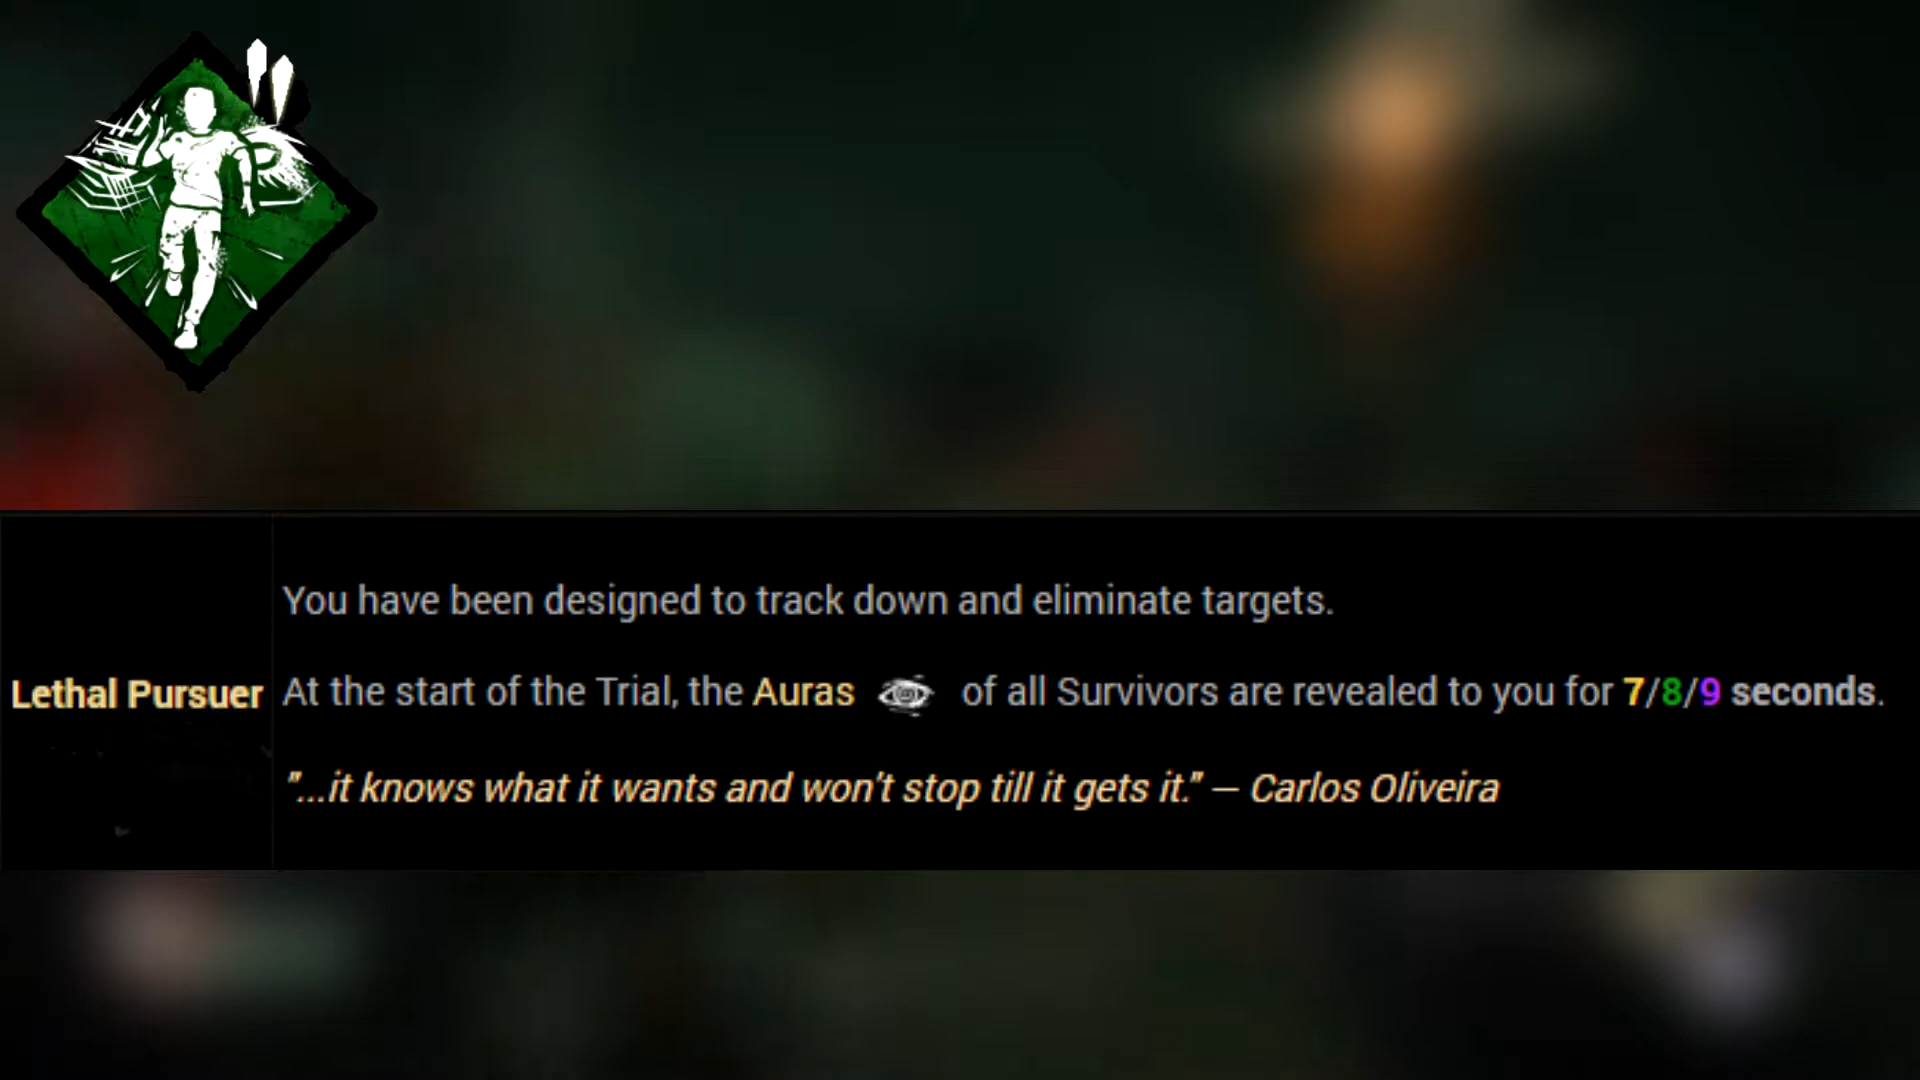 You have been designed to track down and eliminate targets.
Lethal Pursuer
At the start of the Trial, the Auras of all Survivors are revealed to you for 7/8/9 seconds.
"...it knows what it wants and won't stop till it gets it." — Carlos Oliveira